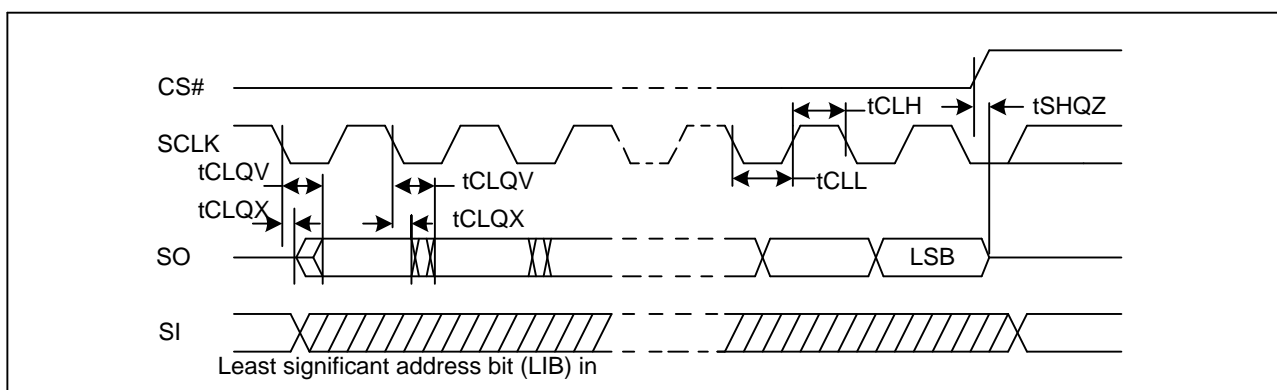 CS#
tCLH
tSHQZ
SCLK
tCLQV
tCLQV
tCLL
tCLQX
tCLQX
SO
LSB
SI
Least significant address bit (LIB) in